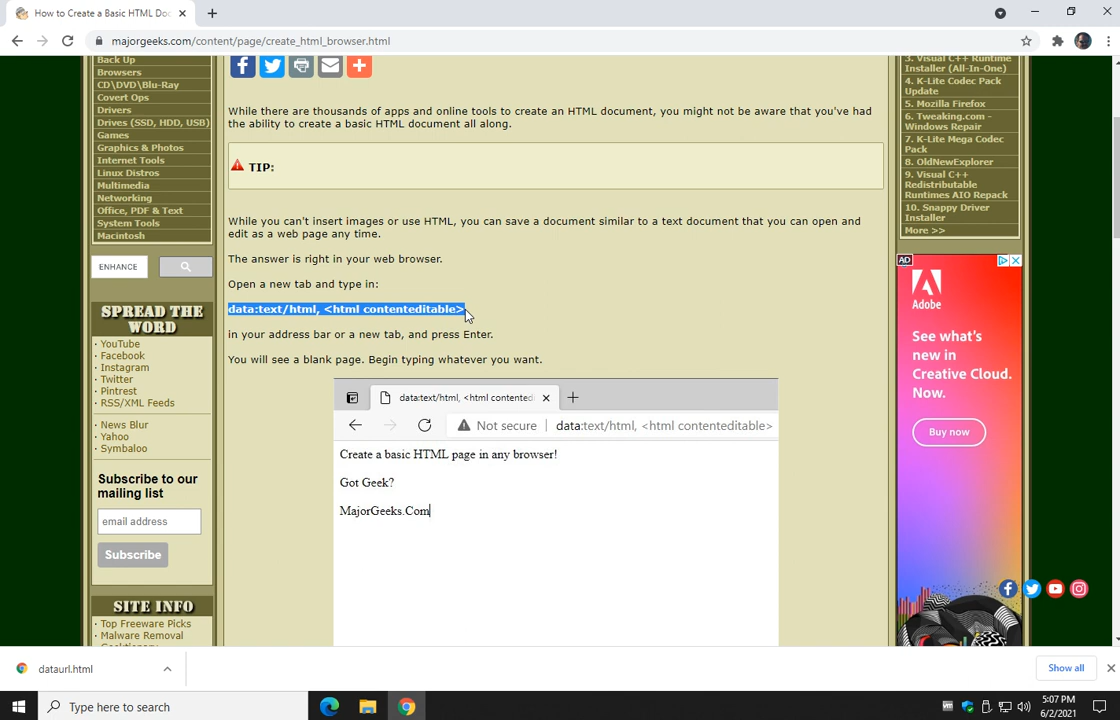 How to Create a Basic HTML Doc
majorgeeks.com/content/page/create_html_browser.html
Back Up
Browsers
CD\DVD\Blu-Ray
Covert Ops
Drivers
Drives (SSD, HDD, USB)
Games
Graphics & Photos
Internet Tools
Linux Distros
Multimedia
Networking
Office, PDF & Text
System Tools
Macintosh
ENHANCE
SPREAD THE
WORD
· YouTube
· Facebook
· Instagram
· Twitter
· Pintrest
· RSS/XML Feeds
· News Blur
· Yahoo
· Symbaloo
Subscribe to our
mailing list
email address
Subscribe
SITE INFO
· Top Freeware Picks
· Malware Removal
While there are thousands of apps and online tools to create an HTML document, you might not be aware that you've had
the ability to create a basic HTML document all along.
TIP:
While you can't insert images or use HTML, you can save a document similar to a text document that you can open and
edit as a web page any time.
The answer is right in your web browser.
Open a new tab and type in:
data:text/html, <html contenteditable>
in your address bar or a new tab, and press Enter.
You will see a blank page. Begin typing whatever you want.
data:text/html, <html contented
Not secure | data:text/html, <html contenteditable>
Create a basic HTML page in any browser!
Got Geek?
MajorGeeks.Com
3. Visual C++ Runtime
Installer (All-In-One)
4. K-Lite Codec Pack
Update
5. Mozilla Firefox
6. Tweaking.com -
Windows Repair
7. K-Lite Mega Codec
Pack
8. OldNewExplorer
9. Visual C++
Redistributable
Runtimes AIO Repack
10. Snappy Driver
Installer
More >>
AD
Adobe
See what's
new in
Creative Cloud.
Now.
Buy now
dataurl.html
Show all
Type here to search
5:07 PM
6/2/2021